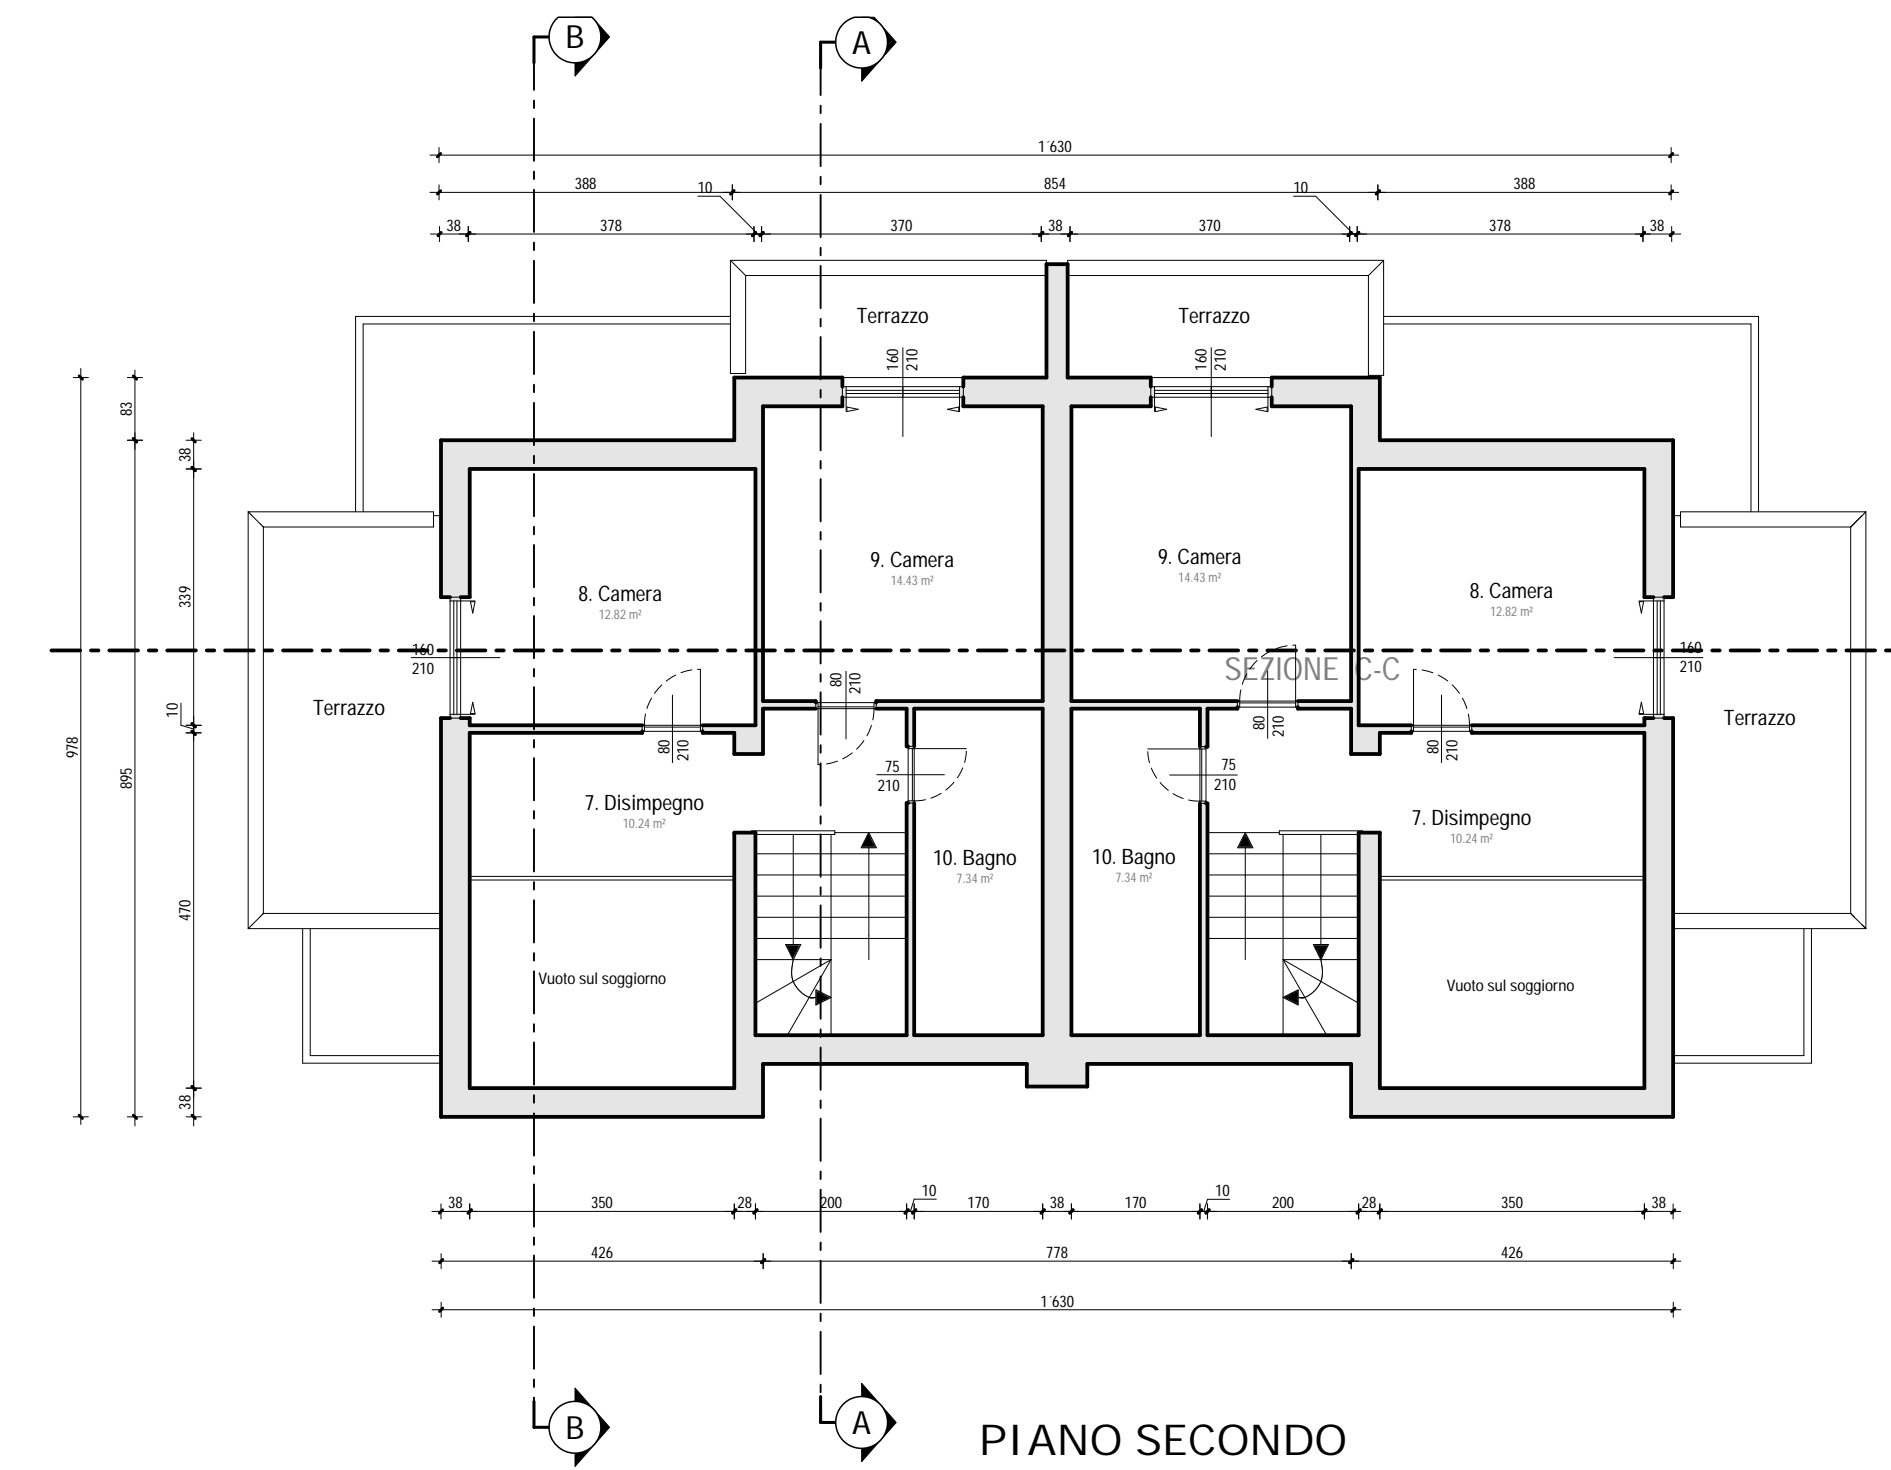 B
A
1'630
388
10
854
10
388
38
378
370
38
370
378
38
Terrazzo
Terrazzo
160
210
160
210
83
38
339
10
978
895
470
38
9. Camera
14.43 m²
9. Camera
14.43 m²
8. Camera
12.82 m²
8. Camera
12.82 m²
160
210
160
210
SEZIONE C-C
Terrazzo
Terrazzo
80
210
80
210
80
210
80
210
75
210
75
210
7. Disimpegno
10.24 m²
7. Disimpegno
10.24 m²
10. Bagno
7.34 m²
10. Bagno
7.34 m²
Vuoto sul soggiorno
Vuoto sul soggiorno
38
350
28
200
10
170
38
170
10
200
28
350
38
426
778
426
1'630
B
A
PIANO SECONDO